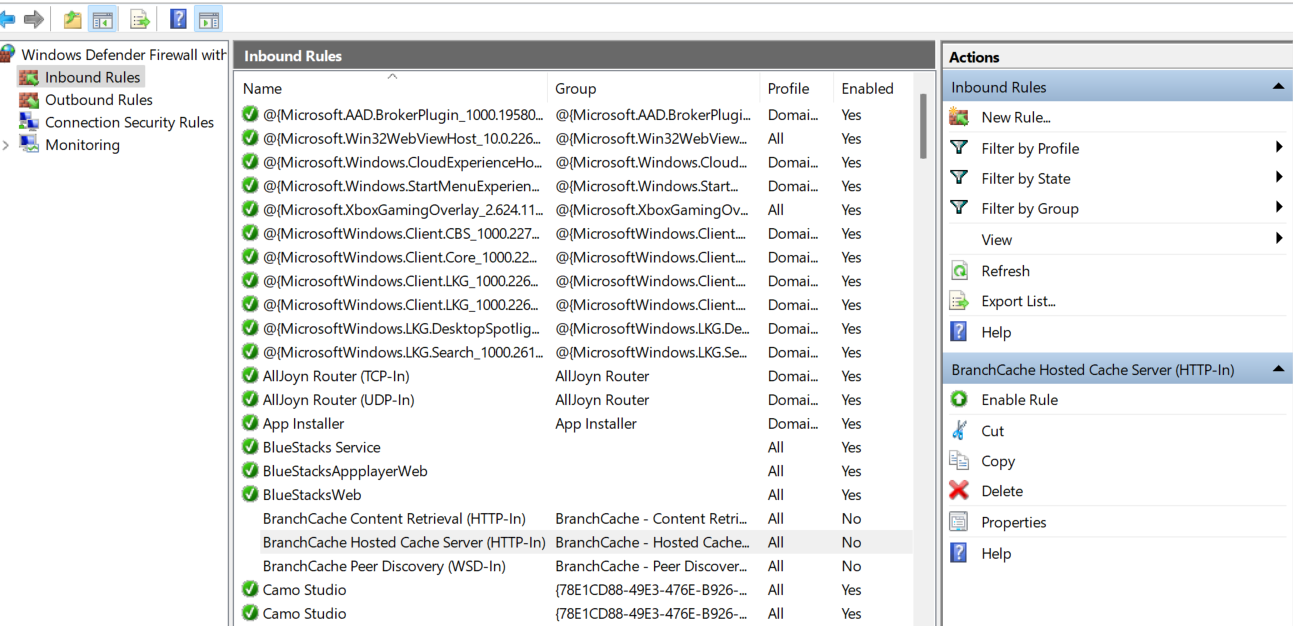 Windows Defender Firewall with
Inbound Rules
Outbound Rules
Connection Security Rules
Monitoring
Inbound Rules
Name Group Profile Enabled
@{Microsoft.AAD.BrokerPlugin_1000.19580... @{Microsoft.AAD.BrokerPlugi... Domai... Yes
@{Microsoft.Win32WebViewHost_10.0.226... @{Microsoft.Win32WebView... All Yes
@{Microsoft.Windows.CloudExperienceHo... @{Microsoft.Windows.Cloud... Domai... Yes
@{Microsoft.Windows.StartMenuExperien... @{Microsoft.Windows.Start... Domai... Yes
@{Microsoft.XboxGamingOverlay_2.624.11... @{Microsoft.XboxGamingOv... All Yes
@{MicrosoftWindows.Client.CBS_1000.227... @{MicrosoftWindows.Client.... Domai... Yes
@{MicrosoftWindows.Client.Core_1000.22... @{MicrosoftWindows.Client.... Domai... Yes
@{MicrosoftWindows.Client.LKG_1000.226... @{MicrosoftWindows.Client.... Domai... Yes
@{MicrosoftWindows.Client.LKG_1000.226... @{MicrosoftWindows.Client.... Domai... Yes
@{MicrosoftWindows.LKG.DesktopSpotlig... @{MicrosoftWindows.LKG.De... Domai... Yes
@{MicrosoftWindows.LKG.Search_1000.261... @{MicrosoftWindows.LKG.Se... Domai... Yes
AllJoyn Router (TCP-In) AllJoyn Router Domai... Yes
AllJoyn Router (UDP-In) AllJoyn Router Domai... Yes
App Installer App Installer Domai... Yes
BlueStacks Service All Yes
BlueStacksAppplayerWeb All Yes
BlueStacksWeb All Yes
BranchCache Content Retrieval (HTTP-In) BranchCache - Content Retri... All No
BranchCache Hosted Cache Server (HTTP-In) BranchCache - Hosted Cache... All No
BranchCache Peer Discovery (WSD-In) BranchCache - Peer Discover... All No
Camo Studio {78E1CD88-49E3-476E-B926-... All Yes
Camo Studio {78E1CD88-49E3-476E-B926-... All Yes
Actions
Inbound Rules
New Rule...
Filter by Profile
Filter by State
Filter by Group
View
Refresh
Export List...
Help
BranchCache Hosted Cache Server (HTTP-In)
Enable Rule
Cut
Copy
Delete
Properties
Help